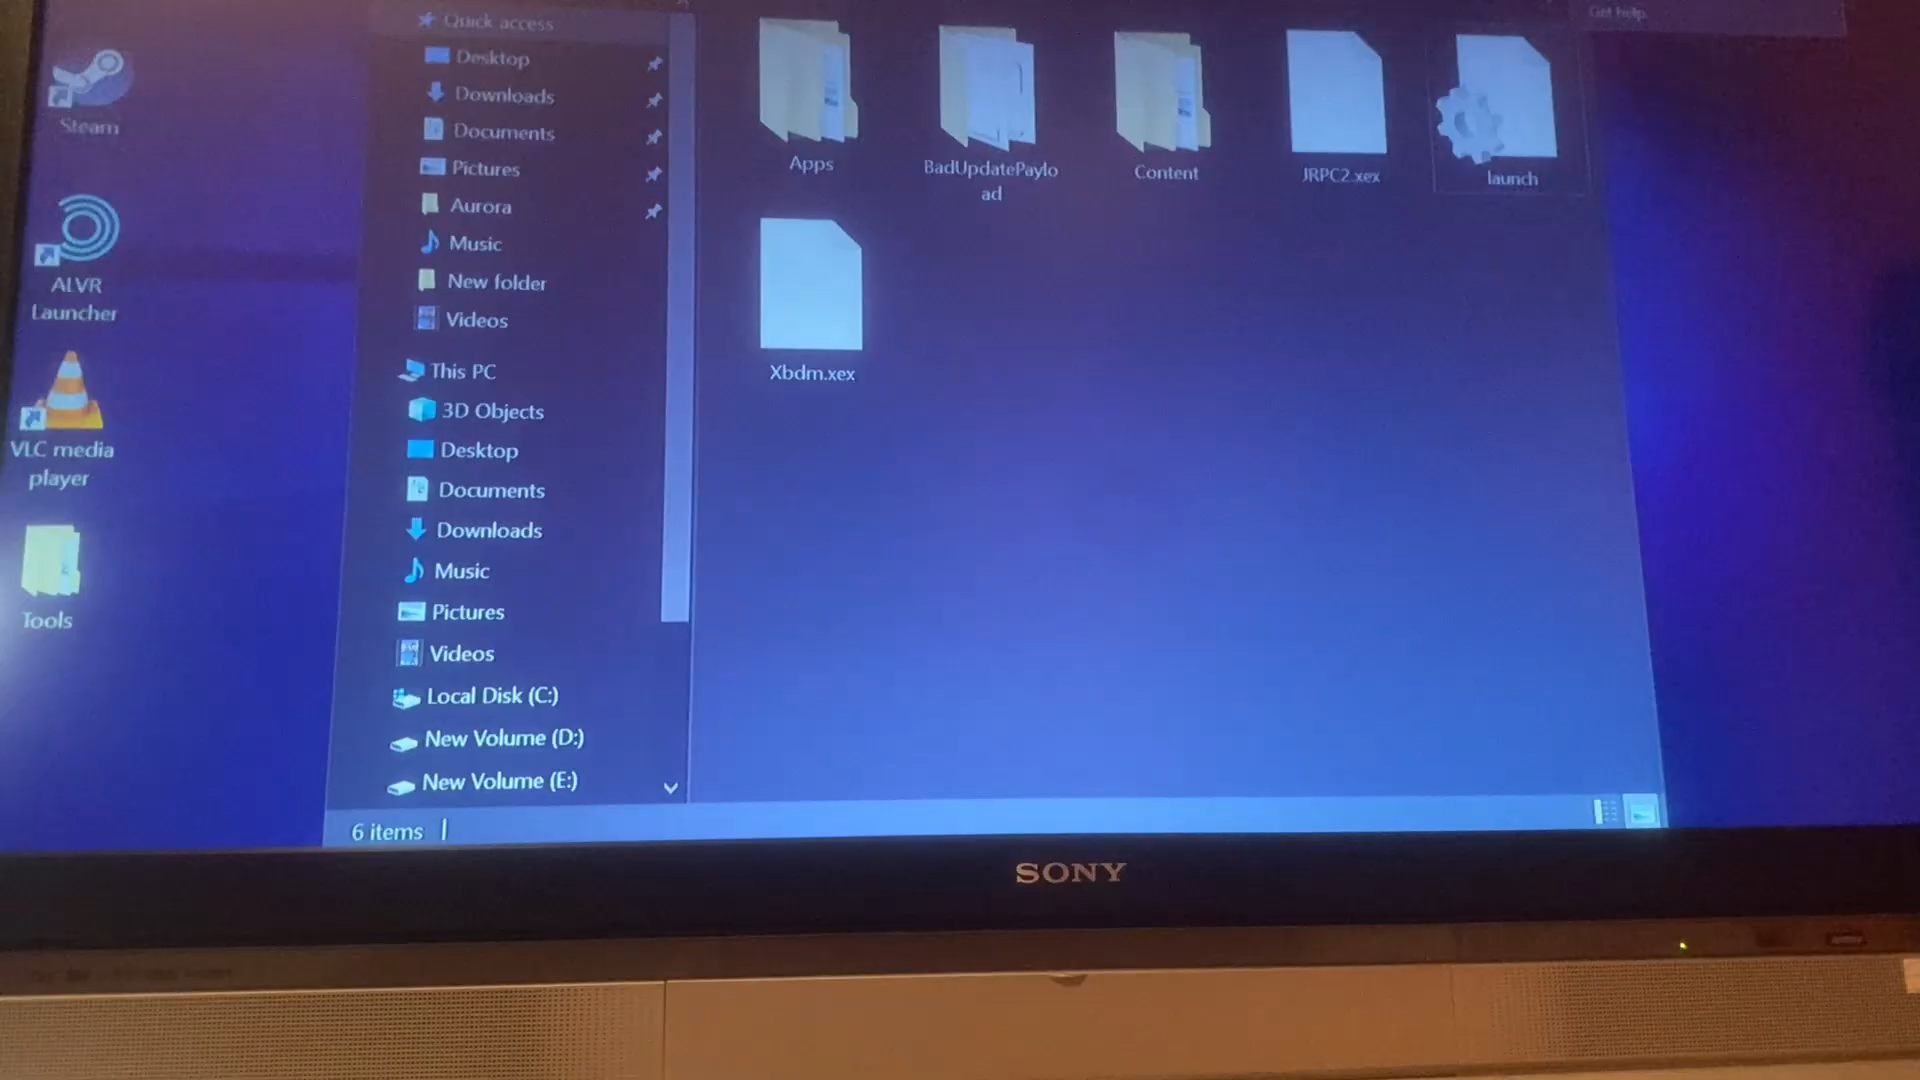 Steam
ALVR
Launcher
VLC media
player
Tools
Quick access
Desktop
Downloads
Documents
Pictures
Aurora
Music
New folder
Videos
This PC
3D Objects
Desktop
Documents
Downloads
Music
Pictures
Videos
Local Disk (C:)
New Volume (D:)
New Volume (E:)
6 items
Apps
BadUpdatePaylo
ad
Content
JRPC2.xex
launch
Xbdm.xex
Get help
SONY